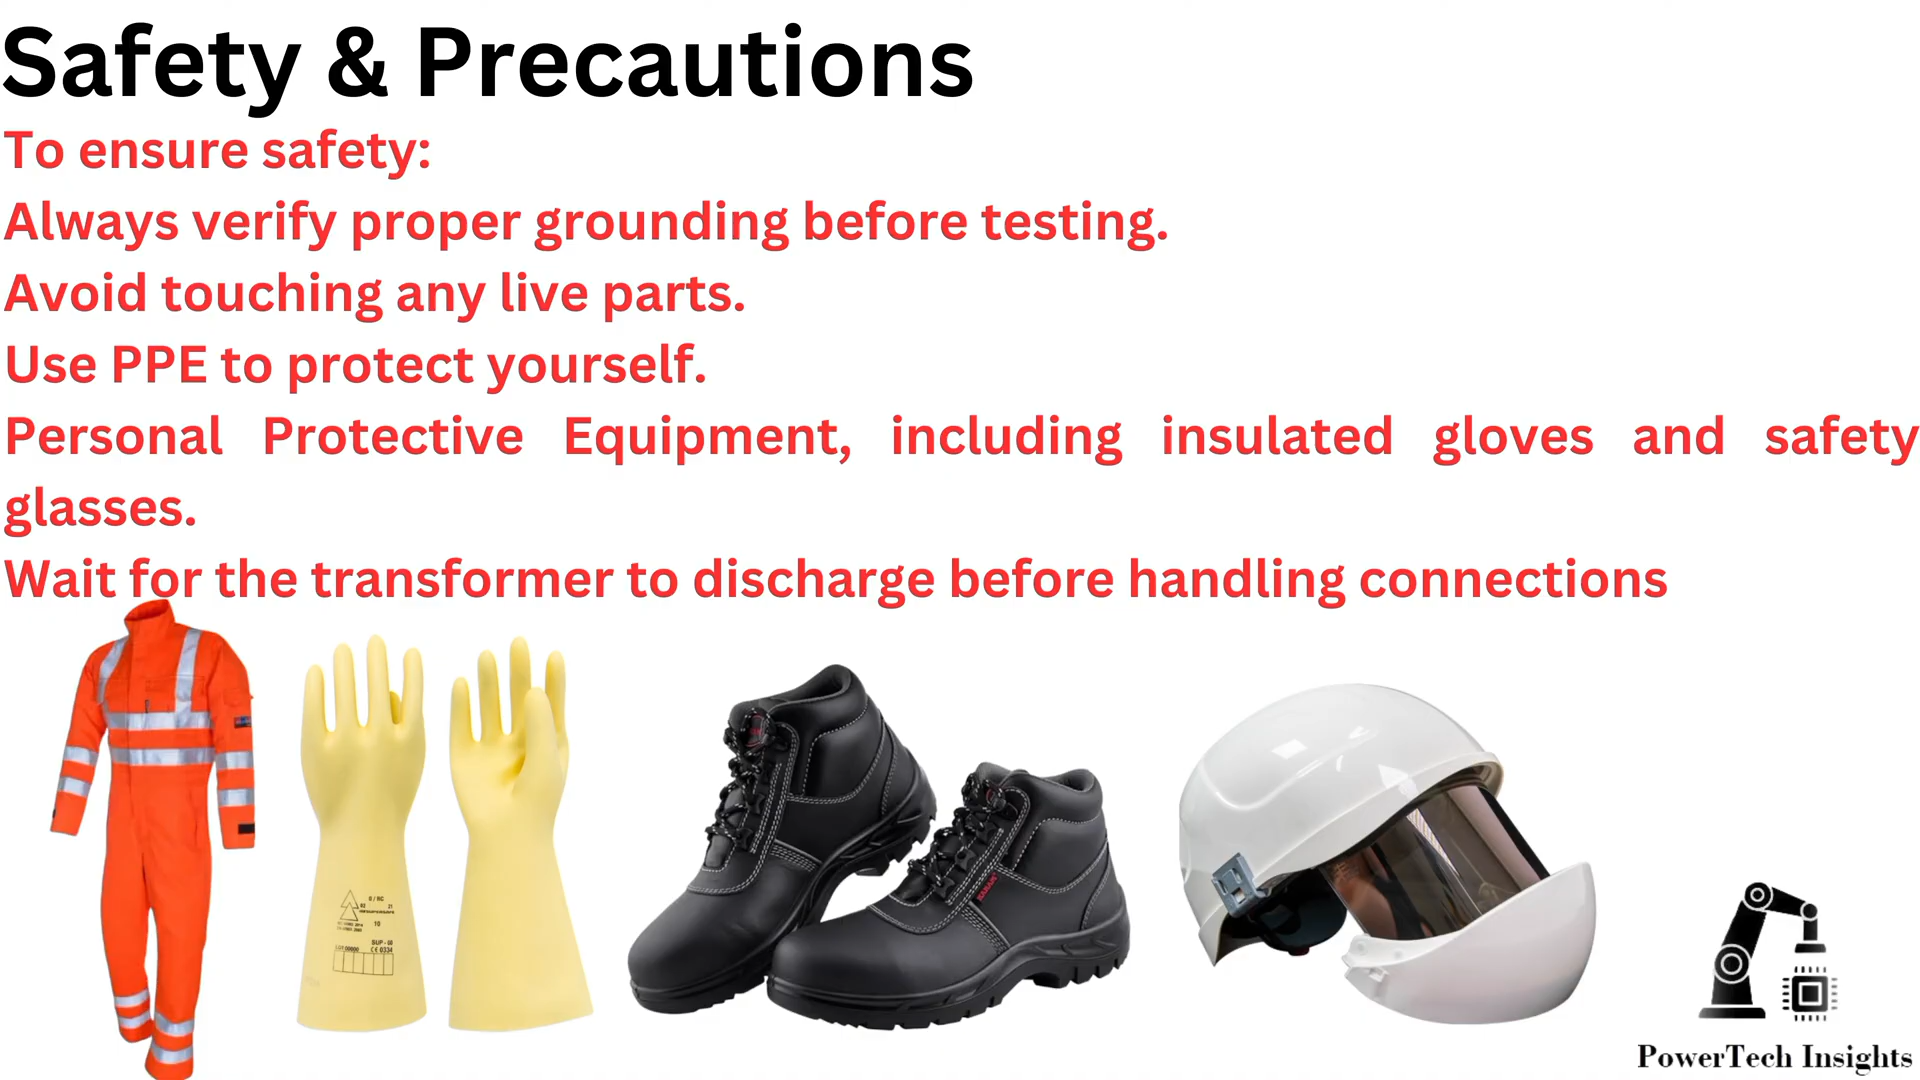 Safety & Precautions
To ensure safety:
Always verify proper grounding before testing.
Avoid touching any live parts.
Use PPE to protect yourself.
Personal Protective Equipment, including insulated gloves and safety
glasses.
Wait for the transformer to discharge before handling connections
10
PowerTech Insights